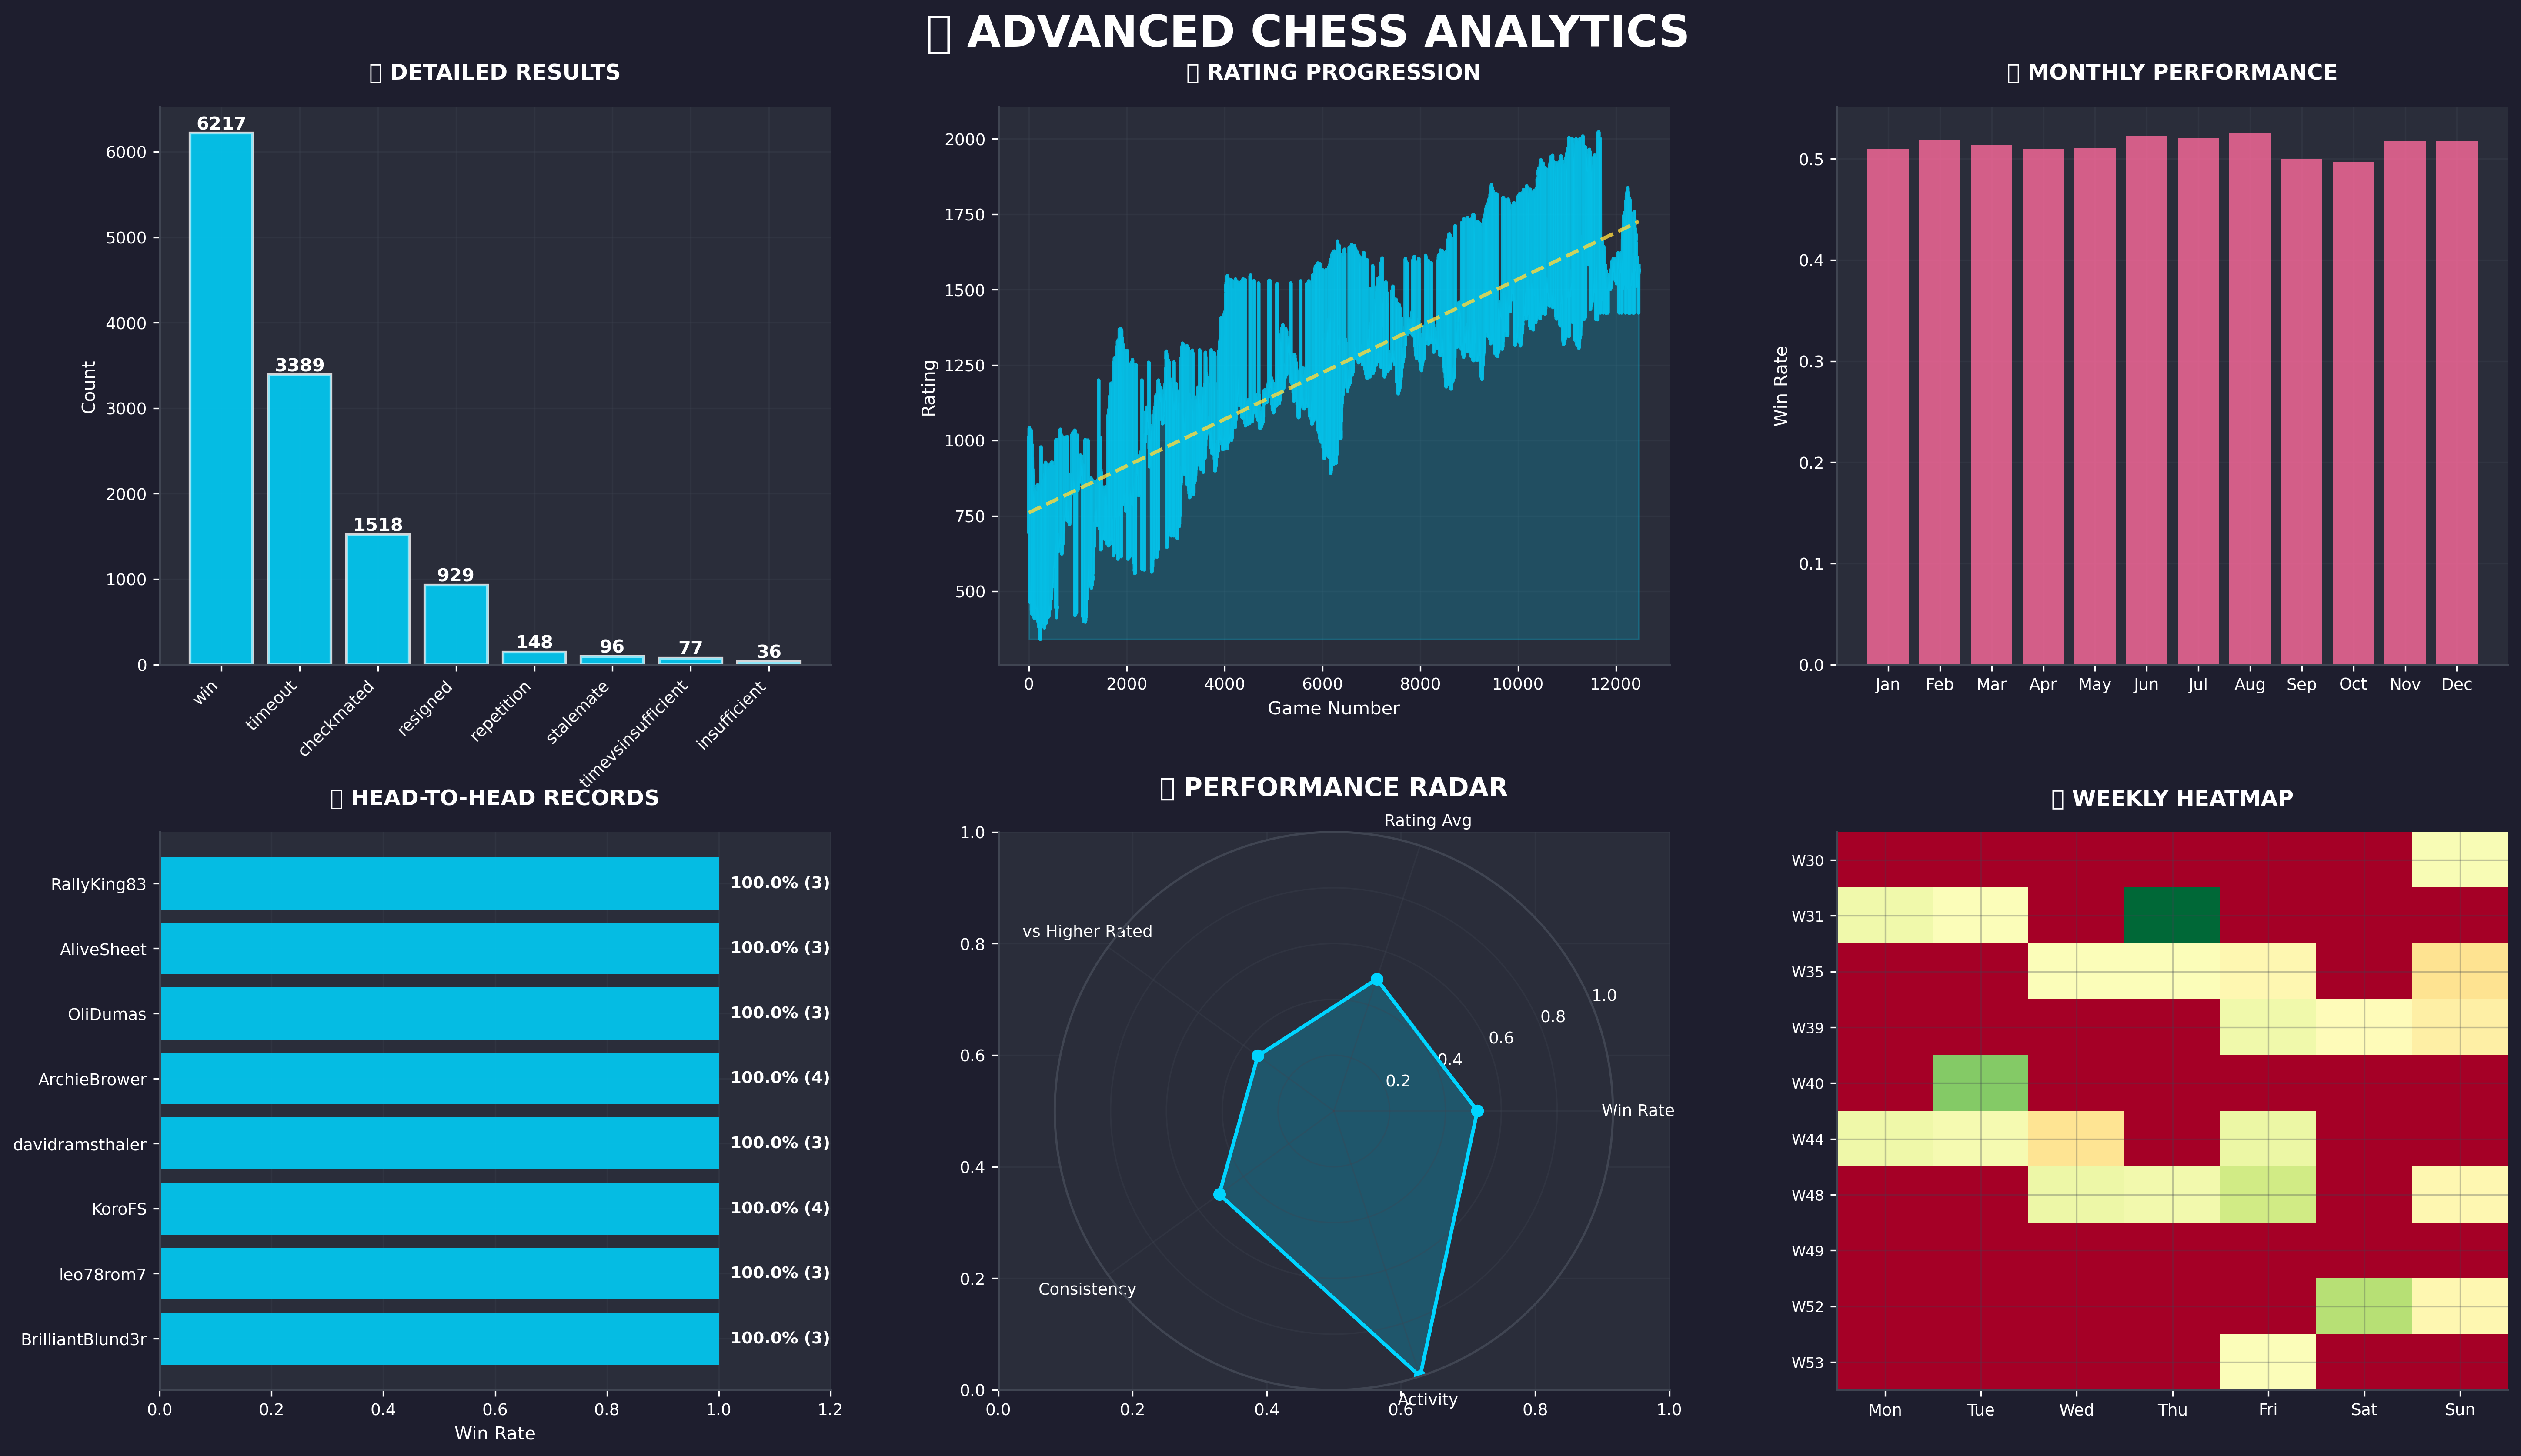 ADVANCED CHESS ANALYTICS
DETAILED RESULTS
6217
3389
1518
929
148
96
77
36
6000
5000
4000
3000
2000
1000
0
Count
win
timeout
checkmated
resigned
repetition
stalemate
timevsinsufficient
insufficient
RATING PROGRESSION
2000
1750
1500
1250
1000
750
500
Rating
0 2000 4000 6000 8000 10000 12000
Game Number
MONTHLY PERFORMANCE
0.5
0.4
0.3
0.2
0.1
0.0
Win Rate
Jan Feb Mar Apr May Jun Jul Aug Sep Oct Nov Dec
HEAD-TO-HEAD RECORDS
RallyKing83 100.0% (3)
AliveSheet 100.0% (3)
OliDumas 100.0% (3)
ArchieBrower 100.0% (4)
davidramsthaler 100.0% (3)
KoroFS 100.0% (4)
leo78rom7 100.0% (3)
BrilliantBlund3r 100.0% (3)
0.0 0.2 0.4 0.6 0.8 1.0 1.2
Win Rate
PERFORMANCE RADAR
Rating Avg
vs Higher Rated
Win Rate
Consistency
Activity
1.0
0.8
0.6
0.4
0.2
1.0
0.8
0.6
0.4
0.2
0.0
0.0 0.2 0.4 0.6 0.8 1.0
WEEKLY HEATMAP
W30
W31
W35
W39
W40
W44
W48
W49
W52
W53
Mon Tue Wed Thu Fri Sat Sun